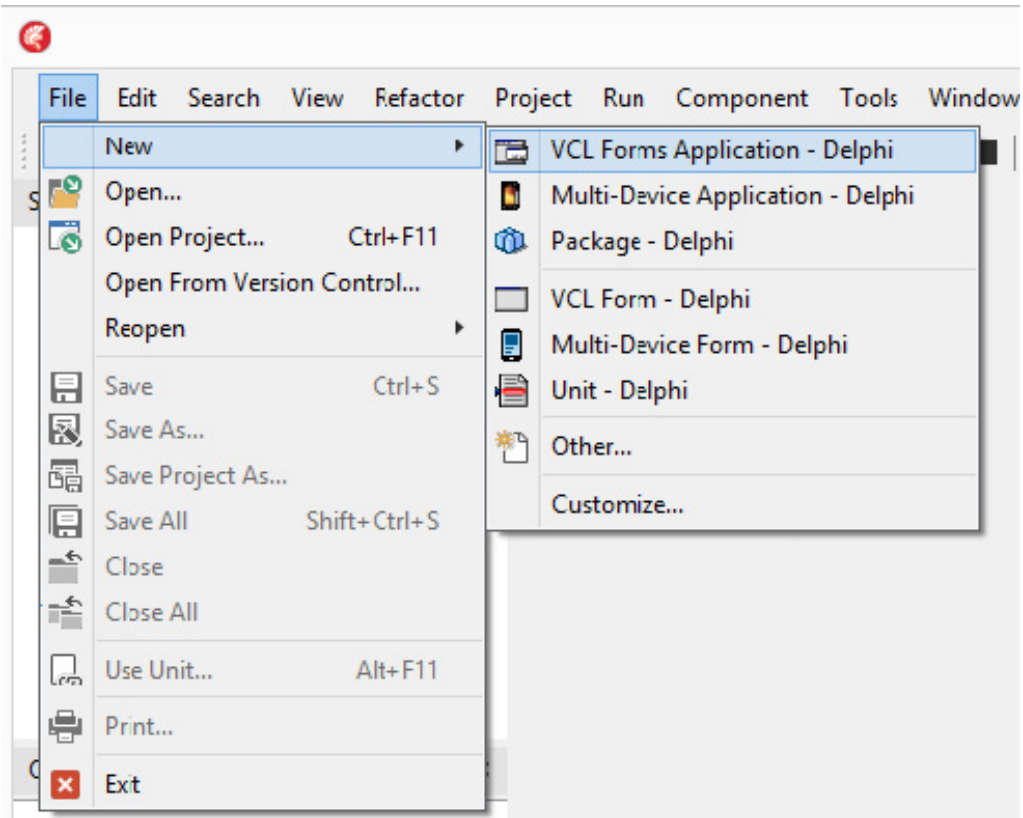 File Edit Search View Refactor Project Run Component Tools Window
New
Open...
Open Project... Ctrl+F11
Open From Version Control...
Reopen
Save Ctrl+S
Save As...
Save Project As...
Save All Shift+Ctrl+S
Close
Close All
Use Unit... Alt+F11
Print...
Exit
VCL Forms Application - Delphi
Multi-Device Application - Delphi
Package - Delphi
VCL Form - Delphi
Multi-Device Form - Delphi
Unit - Delphi
Other...
Customize...